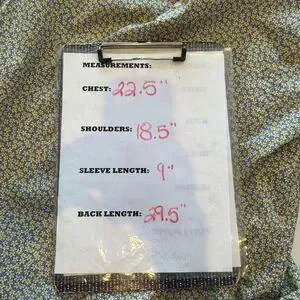 MEASUREMENTS:
CHEST: 22.5"
SHOULDERS: 18.5"
SLEEVE LENGTH: 9"
BACK LENGTH: 29.5"